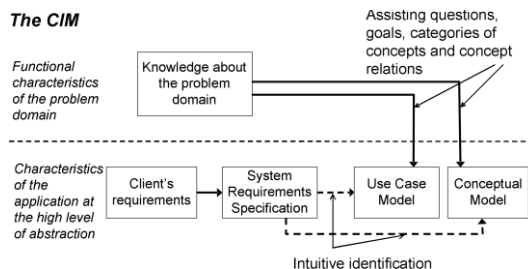 The CIM
Assisting questions,
goals, categories of
concepts and concept
relations
Functional
characteristics
of the problem
domain
Knowledge about
the problem
domain
Characteristics
of the
application at
the high level
of abstraction
Client's
requirements
System
Requirements
Specification
Use Case
Model
Conceptual
Model
Intuitive identification